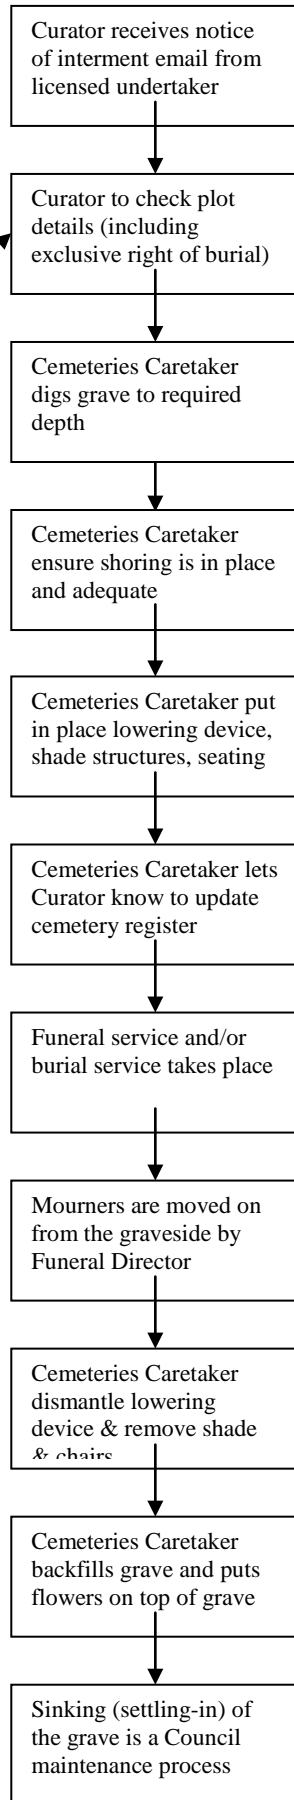 Curator receives notice
of interment email from
licensed undertaker
Curator to check plot
details (including
exclusive right of burial)
Cemeteries Caretaker
digs grave to required
depth
Cemeteries Caretaker
ensure shoring is in place
and adequate
Cemeteries Caretaker put
in place lowering device,
shade structures, seating
Cemeteries Caretaker lets
Curator know to update
cemetery register
Funeral service and/or
burial service takes place
Mourners are moved on
from the graveside by
Funeral Director
Cemeteries Caretaker
dismantle lowering
device & remove shade
& chairs
Cemeteries Caretaker
backfills grave and puts
flowers on top of grave
Sinking (settling-in) of
the grave is a Council
maintenance process